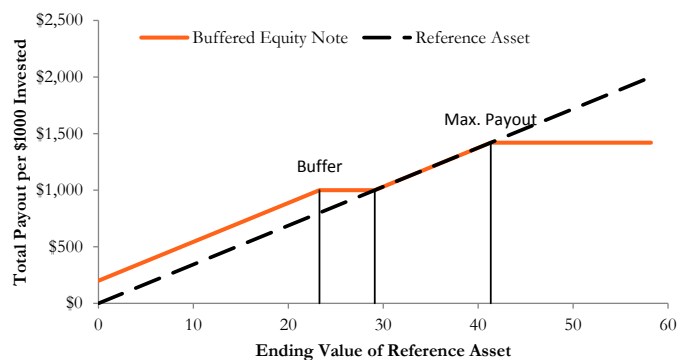 $2,500
Buffered Equity Note
Reference Asset
$2,000
$1,500
$1,000
$500
$0
Max. Payout
Buffer
Total Payout per $1000 Invested
0
10
20
30
40
50
60
Ending Value of Reference Asset